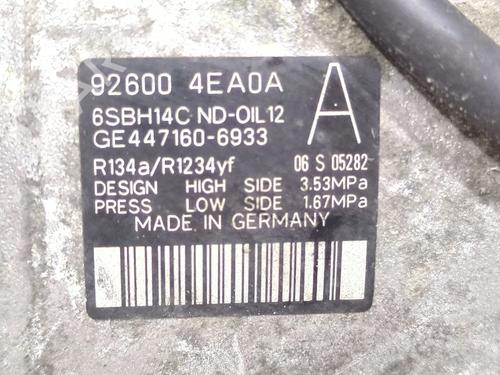 92600 4EA0A
A
6SBH14C ND-OIL12
GE447160-6933
R134a/R1234yf 06 S 05282
DESIGN HIGH SIDE 3.53MPa
PRESS LOW SIDE 1.67MPa
MADE IN GERMANY